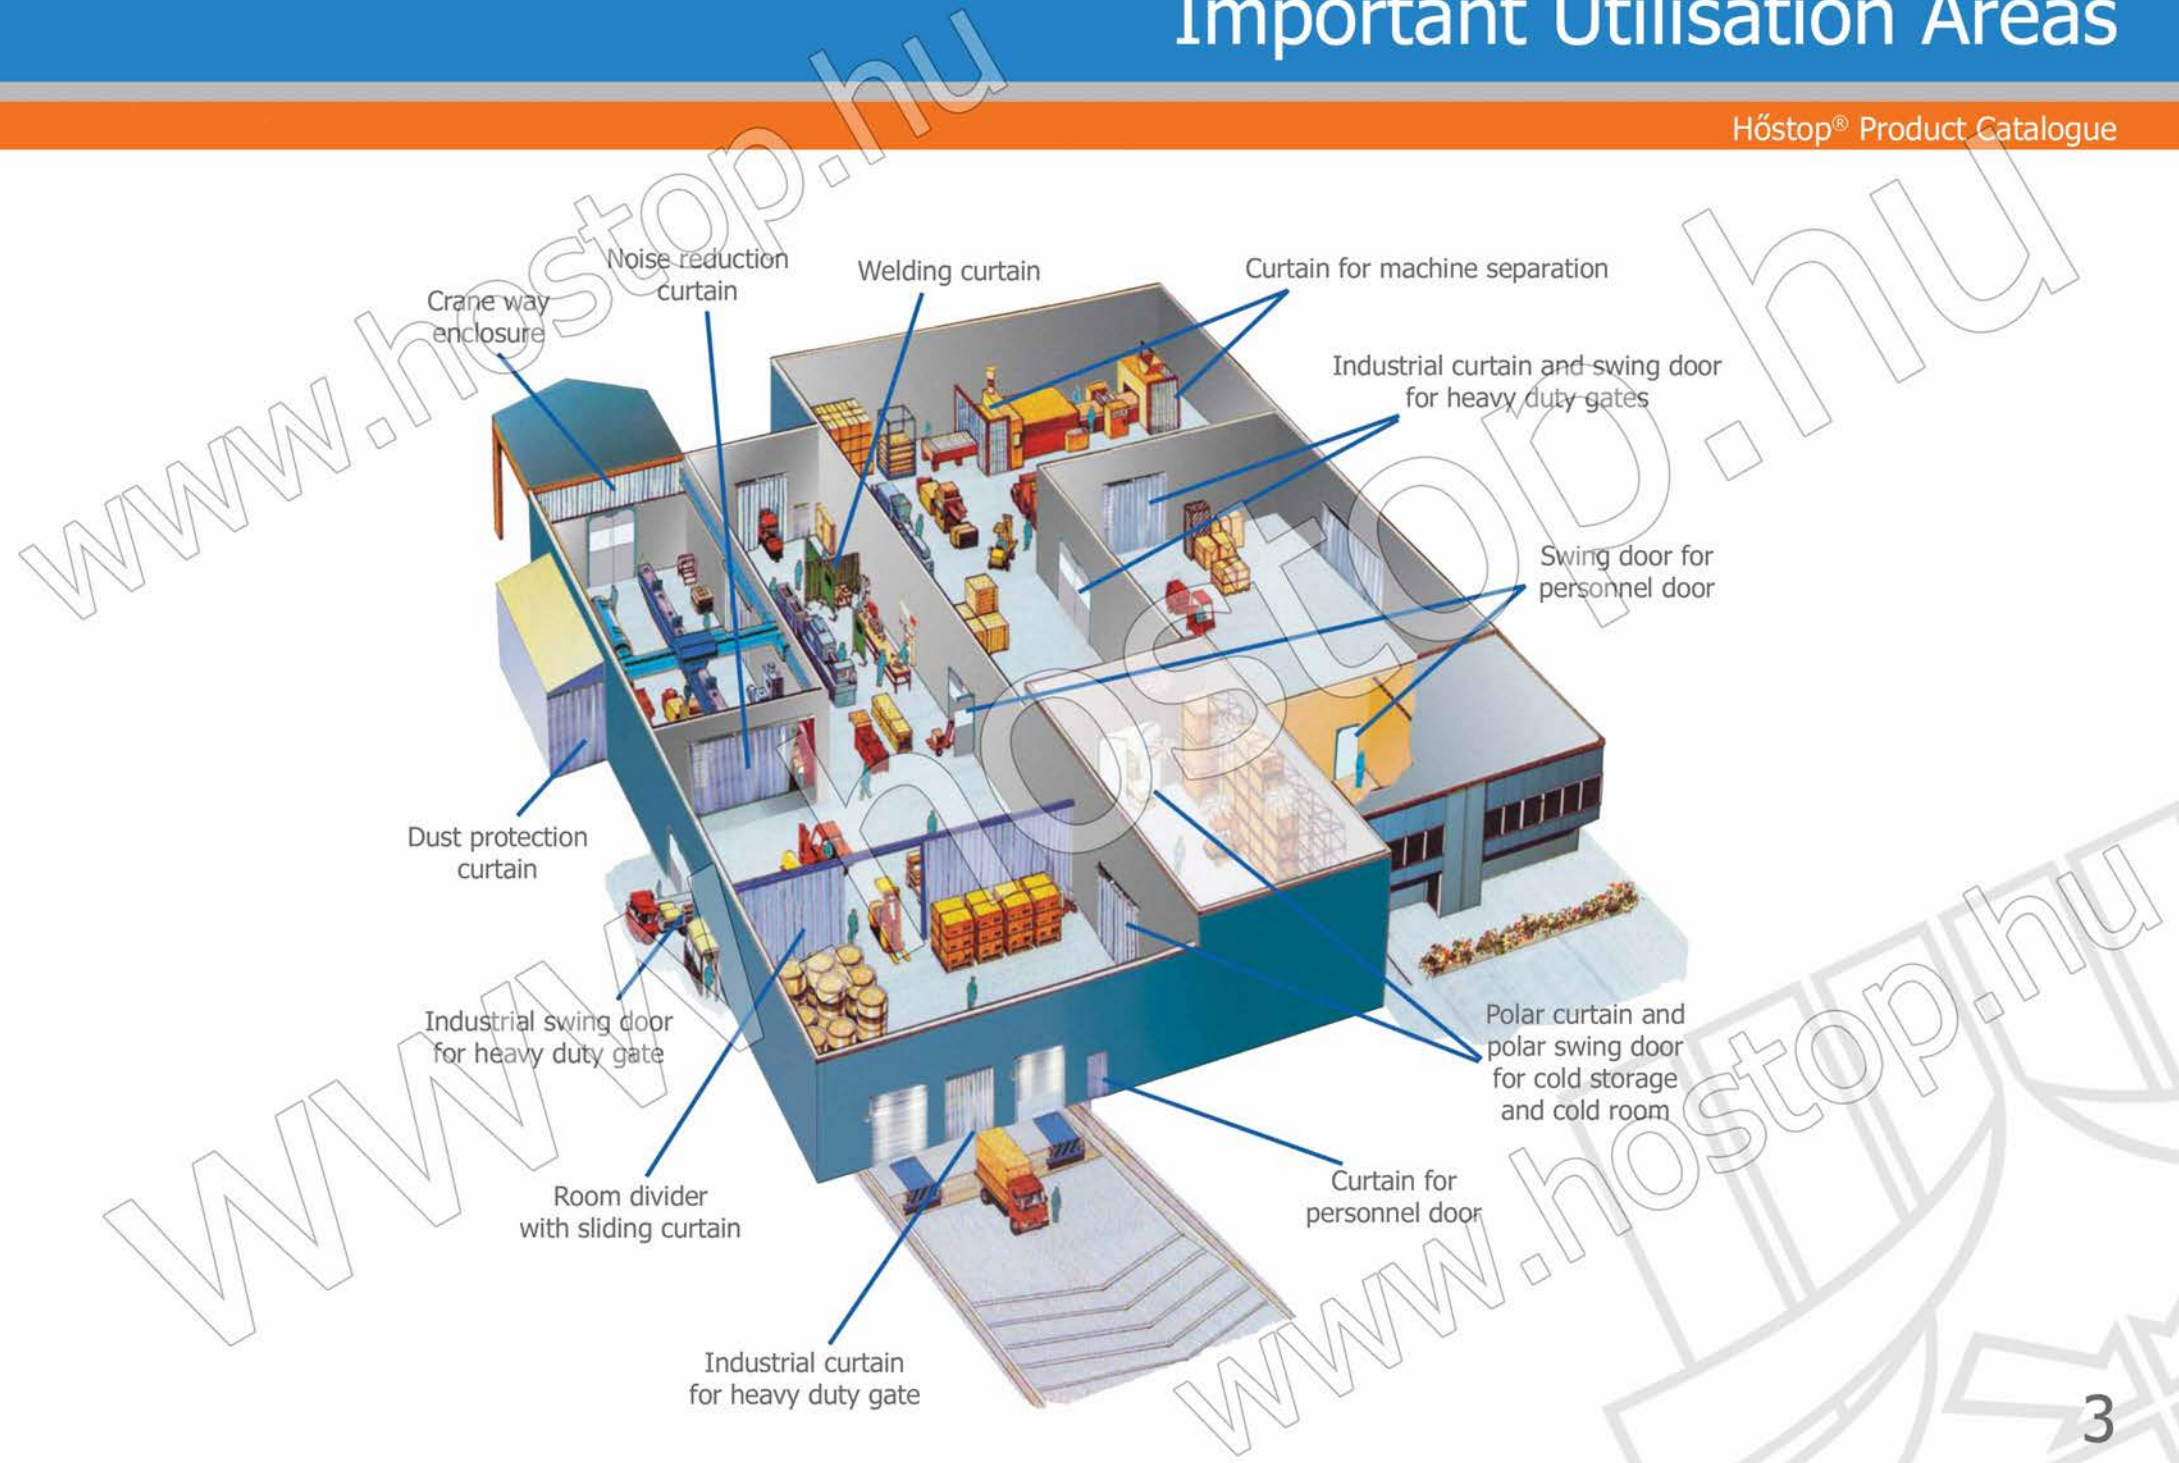 Important Utilisation Areas
Hőstop® Product Catalogue
Noise reduction
curtain
Welding curtain
Curtain for machine separation
Crane way
enclosure
Industrial curtain and swing door
for heavy duty gates
Swing door for
personnel door
Dust protection
curtain
Industrial swing door
for heavy duty gate
Polar curtain and
polar swing door
for cold storage
and cold room
Room divider
with sliding curtain
Curtain for
personnel door
Industrial curtain
for heavy duty gate
3
www.hostop.hu
www.hostop.hu
www.hostop.hu